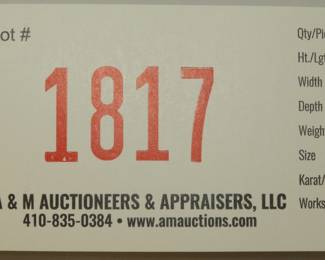 ot #
1817
A & M AUCTIONEERS & APPRAISERS, LLC
410-835-0384 • www.amauctions.com
Qty/Pi
Ht./Lgt
Width
Depth
Weigh
Size
Karat/
Works